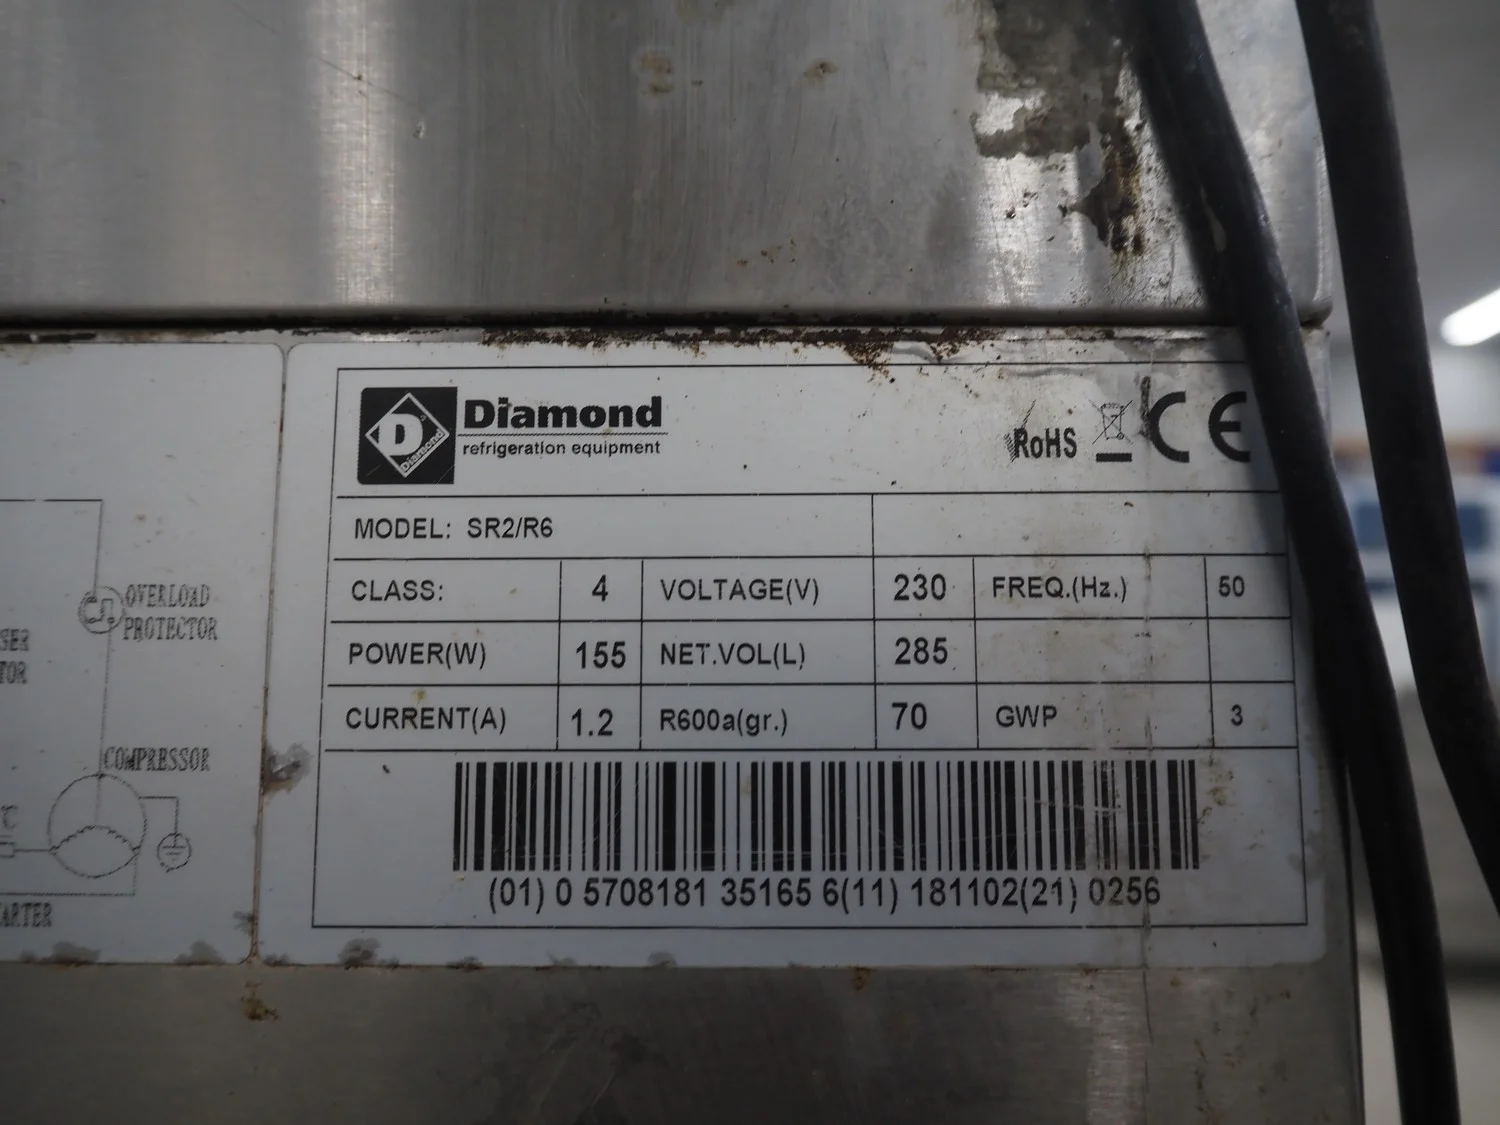 Diamond
refrigeration equipment
D
Diamond
RoHS
CE
MODEL: SR2/R6
CLASS: 4 VOLTAGE(V) 230 FREQ.(Hz.) 50
POWER(W) 155 NET.VOL(L) 285
CURRENT(A) 1.2 R600a(gr.) 70 GWP 3
(01) 0 5708181 35165 6(11) 181102(21) 0256
OVERLOAD
PROTECTOR
COMPRESSOR